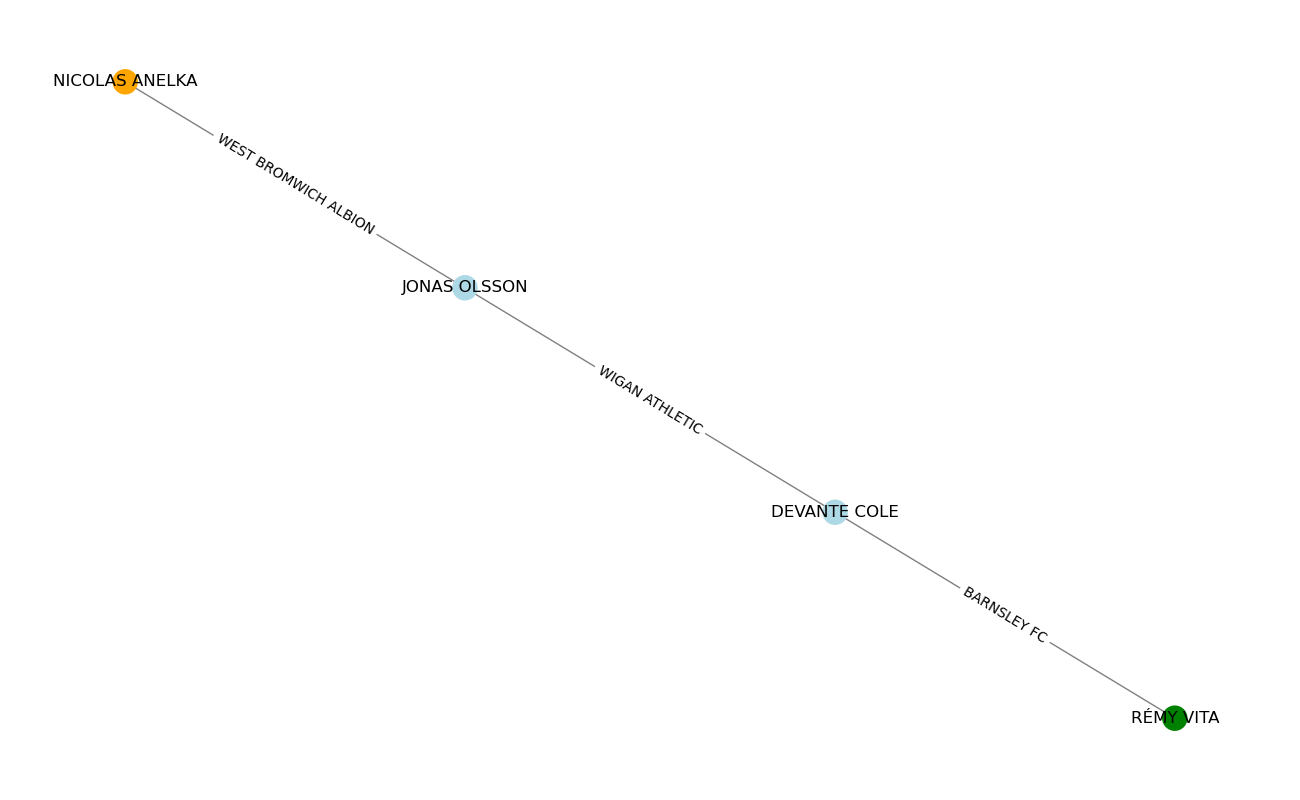 NICOLAS ANELKA
WEST BROMWICH ALBION
JONAS OLSSON
WIGAN ATHLETIC
DEVANTE COLE
BARNSLEY FC
RÉMY VITA